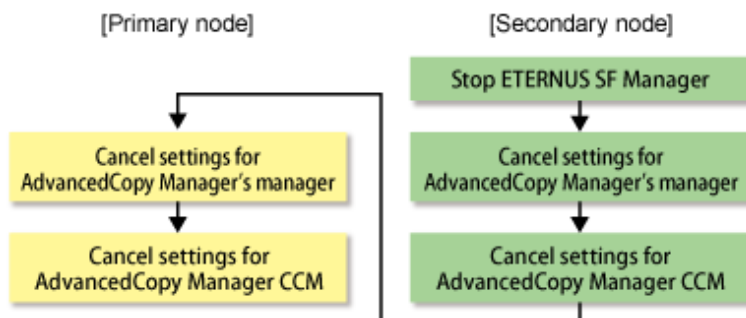 [Primary node]
[Secondary node]
Stop ETERNUS SF Manager
Cancel settings for
AdvancedCopy Manager's manager
Cancel settings for
AdvancedCopy Manager's manager
Cancel settings for
AdvancedCopy Manager CCM
Cancel settings for
AdvancedCopy Manager CCM